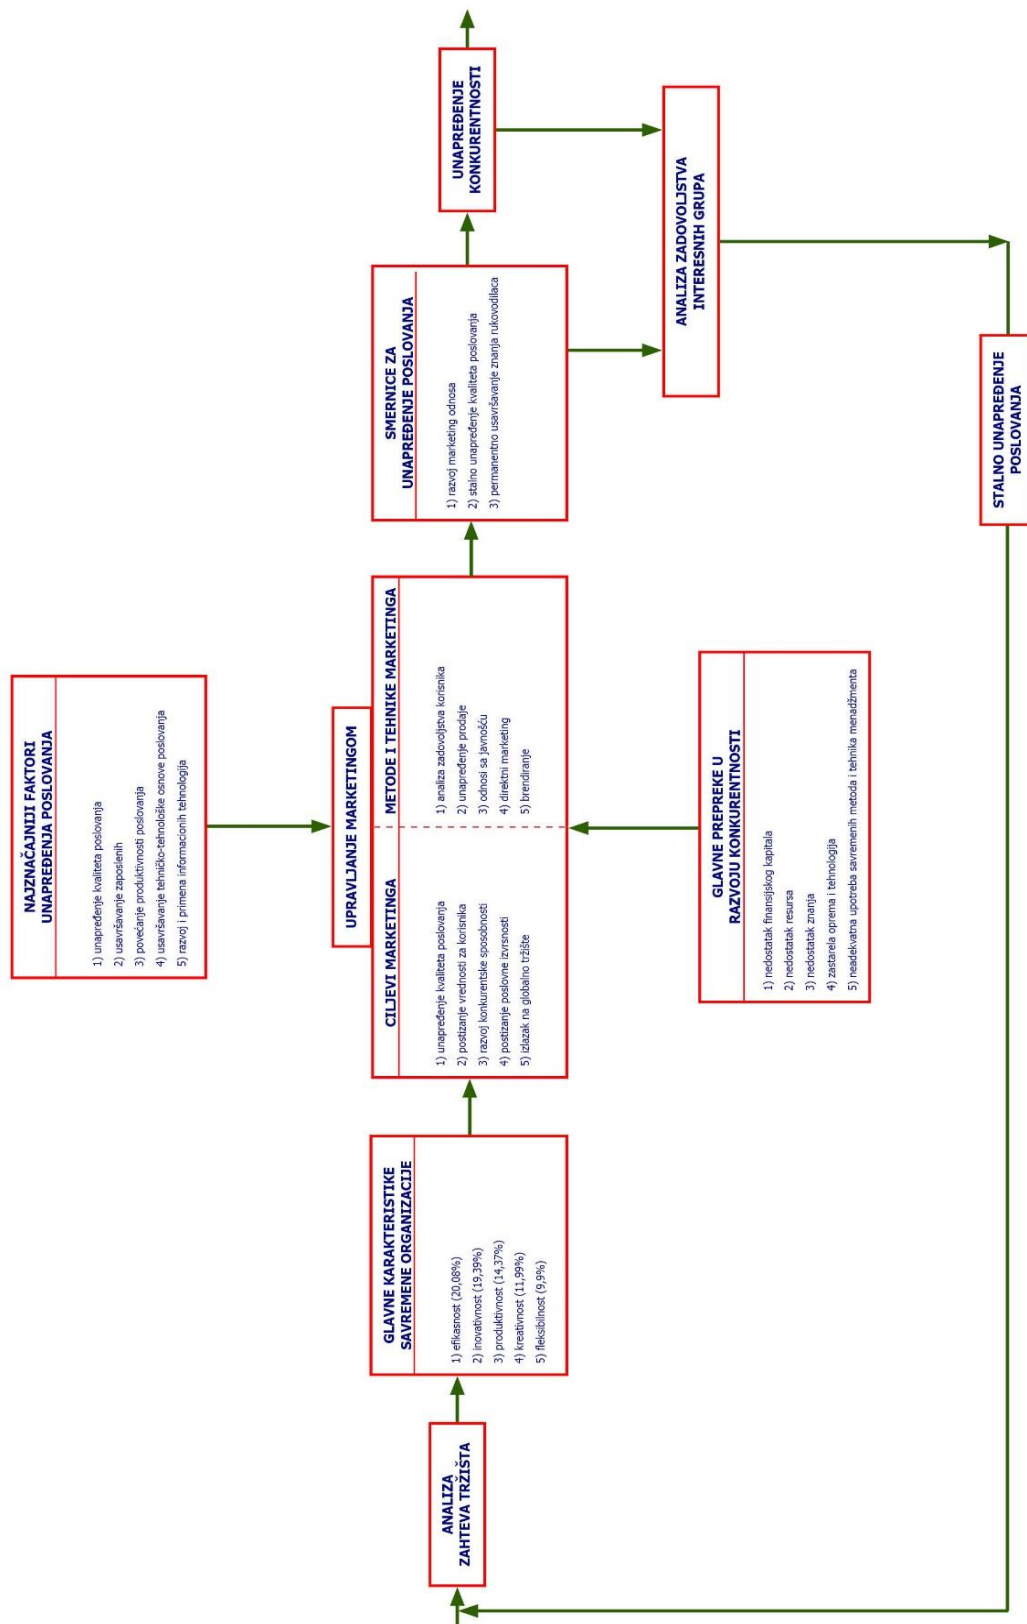 NAJZNAČAJNIJI FAKTORI
UNAPREĐENJA POSLOVANJA
1) unapređenje kvaliteta poslovanja
2) usavršavanje zaposlenih
3) povećanje produktivnosti poslovanja
4) usavršavanje tehničko-tehnološke osnove poslovanja
5) razvoj i primena informacionih tehnologija
ANALIZA
ZAHTEVA TRŽIŠTA
GLAVNE KARAKTERISTIKE
SAVREMENE ORGANIZACIJE
1) efikasnost (20,08%)
2) inovativnost (19,39%)
3) produktivnost (14,37%)
4) kreativnost (11,99%)
5) fleksibilnost (9,9%)
UPRAVLJANJE MARKETINGOM
CILJEVI MARKETINGA
1) unapređenje kvaliteta poslovanja
2) postizanje vrednosti za korisnika
3) razvoj konkurentske sposobnosti
4) postizanje poslovne izvrsnosti
5) izlazak na globalno tržište
METODE I TEHNIKE MARKETINGA
1) analiza zadovoljstva korisnika
2) unapređenje prodaje
3) odnosi sa javnošću
4) direktni marketing
5) brendiranje
SMERNICE ZA
UNAPREĐENJE POSLOVANJA
1) razvoj marketing odnosa
2) stalno unapređenje kvaliteta poslovanja
3) permanentno usavršavanje znanja rukovodilaca
UNAPREĐENJE
KONKURENTNOSTI
GLAVNE PREPREKE U
RAZVOJU KONKURENTNOSTI
1) nedostatak finansijskog kapitala
2) nedostatak resursa
3) nedostatak znanja
4) zastarela oprema i tehnologija
5) neadekvatna upotreba savremenih metoda i tehnika menadžmenta
ANALIZA ZADOVOLJSTVA
INTERESNIH GRUPA
STALNO UNAPREĐENJE
POSLOVANJA